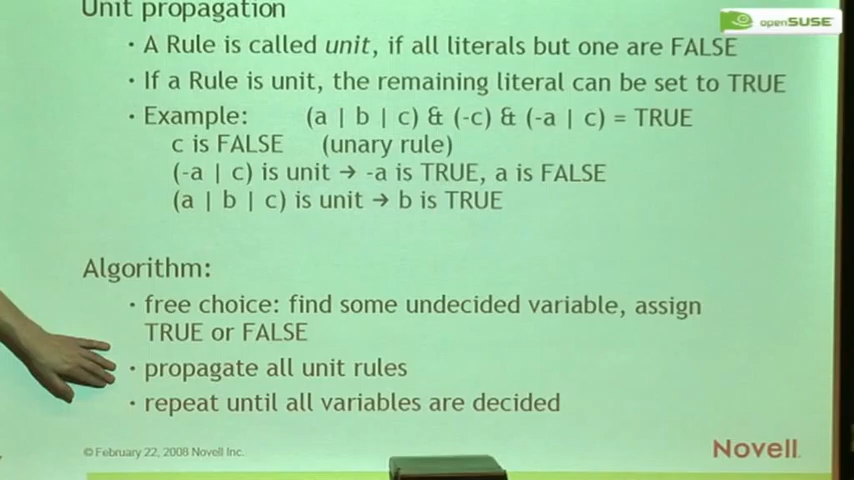 Unit propagation
openSUSE
· A Rule is called unit, if all literals but one are FALSE
· If a Rule is unit, the remaining literal can be set to TRUE
· Example: (a | b | c) & (-c) & (-a | c) = TRUE
c is FALSE (unary rule)
(-a | c) is unit → -a is TRUE, a is FALSE
(a | b | c) is unit → b is TRUE
Algorithm:
· free choice: find some undecided variable, assign
TRUE or FALSE
· propagate all unit rules
· repeat until all variables are decided
© February 22, 2008 Novell Inc.
Novell.